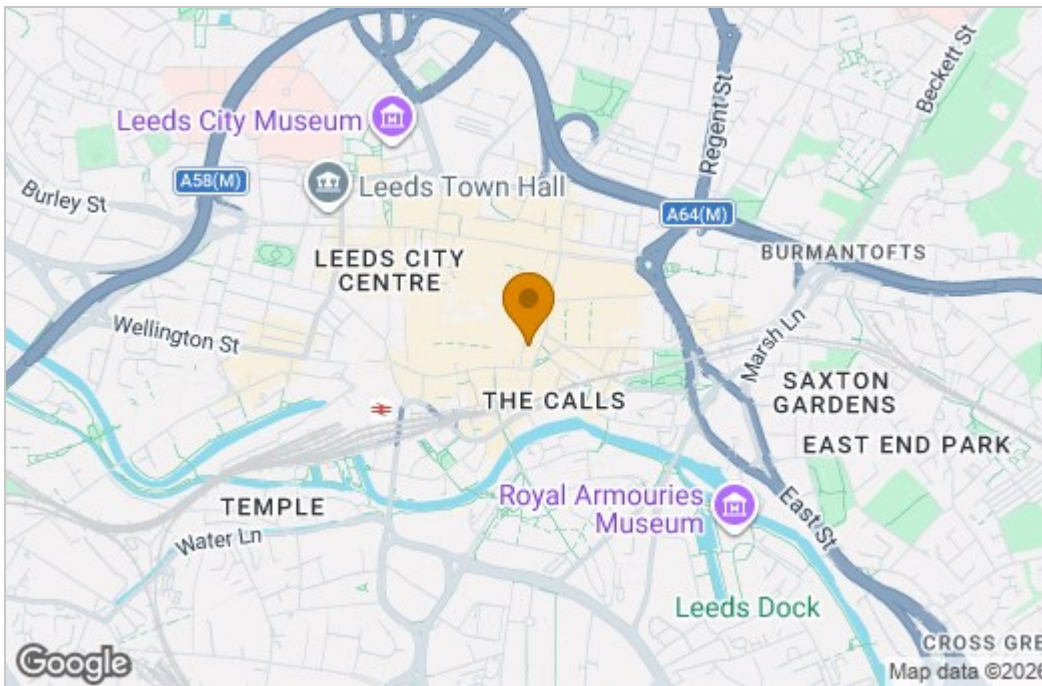 Beckett St
Regent St
Leeds City Museum
A58(M)
Leeds Town Hall
Burley St
A64(M)
BURMANTOFTS
LEEDS CITY
CENTRE
Wellington St
Marsh Ln
SAXTON
GARDENS
THE CALLS
EAST END PARK
TEMPLE
Royal Armouries
Museum
East St
Water Ln
Leeds Dock
CROSS GRE
Google
Map data ©2026